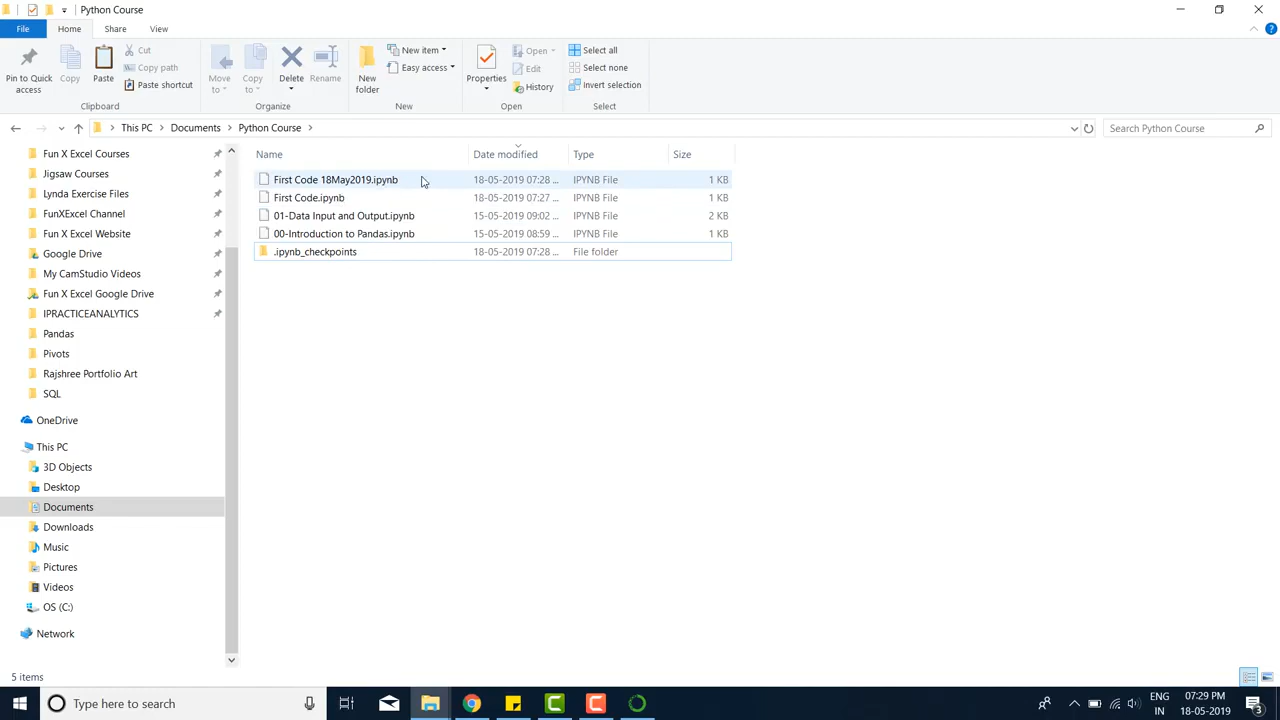 Python Course
File Home Share View
Pin to Quick access
Copy
Paste
Cut
Copy path
Paste shortcut
Clipboard
Move to
Copy to
Delete
Rename
Organize
New folder
New item
Easy access
New
Properties
Open
Edit
History
Open
Select all
Select none
Invert selection
Select
This PC Documents Python Course
Search Python Course
Fun X Excel Courses
Jigsaw Courses
Lynda Exercise Files
FunXExcel Channel
Fun X Excel Website
Google Drive
My CamStudio Videos
Fun X Excel Google Drive
IPRACTICEANALYTICS
Pandas
Pivots
Rajshree Portfolio Art
SQL
OneDrive
This PC
3D Objects
Desktop
Documents
Downloads
Music
Pictures
Videos
OS (C:)
Network
Name Date modified Type Size
First Code 18May2019.ipynb 18-05-2019 07:28 ... IPYNB File 1 KB
First Code.ipynb 18-05-2019 07:27 ... IPYNB File 1 KB
01-Data Input and Output.ipynb 15-05-2019 09:02 ... IPYNB File 2 KB
00-Introduction to Pandas.ipynb 15-05-2019 08:59 ... IPYNB File 1 KB
.ipynb_checkpoints 18-05-2019 07:28 ... File folder
5 items
Type here to search
ENG
IN
07:29 PM
18-05-2019
3